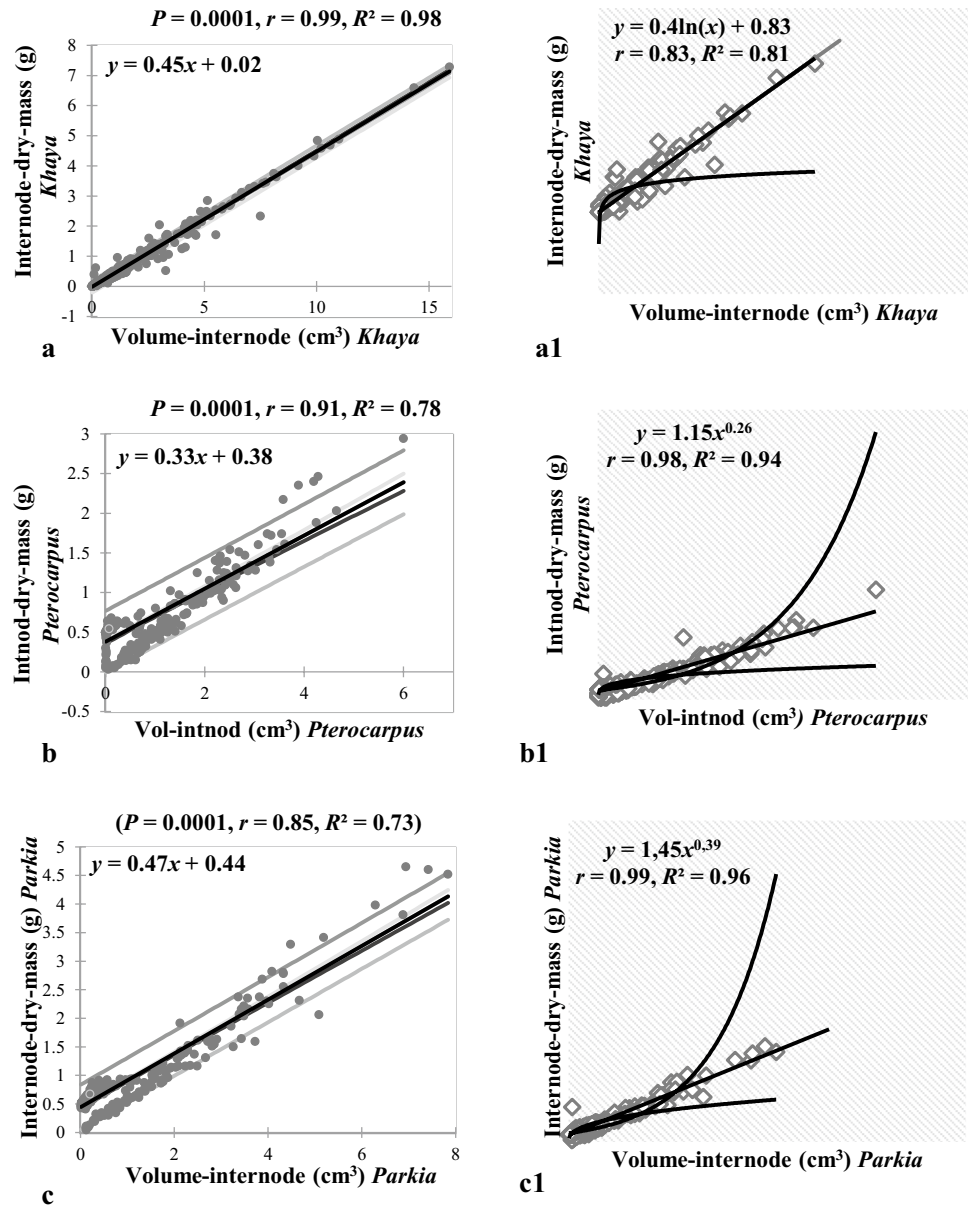 P = 0.0001, r = 0.99, R² = 0.98
y = 0.45x + 0.02
Internode-dry-mass (g)
Khaya
8
7
6
5
4
3
2
1
0
-1
0
5
10
15
Volume-internode (cm³) Khaya
a
y = 0.4ln(x) + 0.83
r = 0.83, R² = 0.81
Internode-dry-mass (g)
Khaya
Volume-internode (cm³) Khaya
a1
P = 0.0001, r = 0.91, R² = 0.78
y = 0.33x + 0.38
Intnod-dry-mass (g)
Pterocarpus
3
2.5
2
1.5
1
0.5
0
-0.5
0
2
4
6
Vol-intnod (cm³) Pterocarpus
b
y = 1.15x⁰·²⁶
r = 0.98, R² = 0.94
Intnod-dry-mass (g)
Pterocarpus
Vol-intnod (cm³) Pterocarpus
b1
(P = 0.0001, r = 0.85, R² = 0.73)
y = 0.47x + 0.44
Internode-dry-mass (g) Parkia
5
4.5
4
3.5
3
2.5
2
1.5
1
0.5
0
0
2
4
6
8
Volume-internode (cm³) Parkia
c
y = 1,45x⁰,³⁹
r = 0.99, R² = 0.96
Internode-dry-mass (g) Parkia
Volume-internode (cm³) Parkia
c1